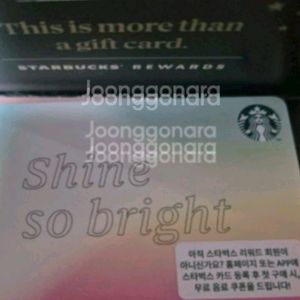 This is more than
a gift card.
STARBUCKS® REWARDS
Joonggonara
Joonggonara
Joonggonara
Shine
so bright
아직 스타벅스 리워드 회원이
아니신가요? 홈페이지 또는 APP에
스타벅스 카드 등록 후 첫 구매 시,
무료 음료 쿠폰을 드립니다!